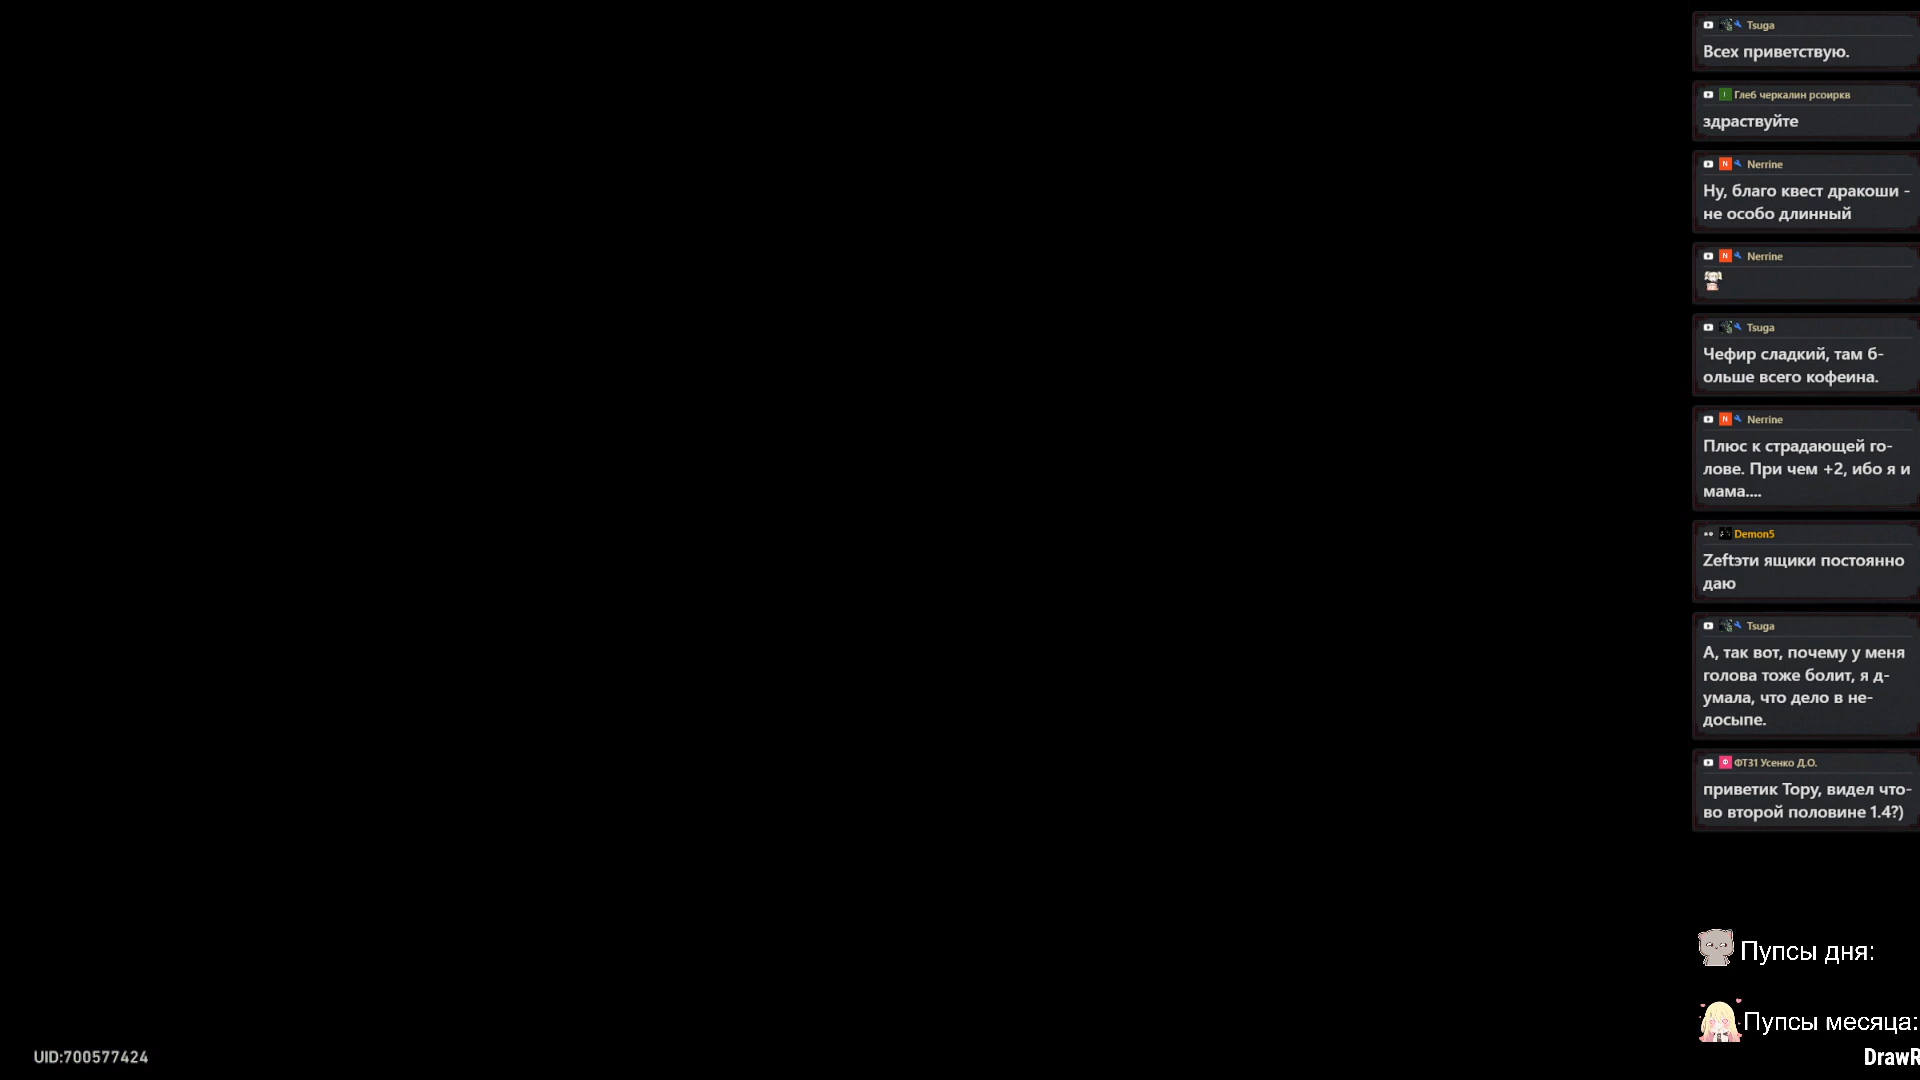 Tsuga
Всех приветствую.
Глеб черкалин рсоиркв
здраствуйте
Nerrine
Ну, благо квест дракоши -
не особо длинный
Nerrine
Tsuga
Чефир сладкий, там б-
ольше всего кофеина.
Nerrine
Плюс к страдающей го-
лове. При чем +2, ибо я и
мама....
Demon5
Zeftэти ящики постоянно
даю
Tsuga
А, так вот, почему у меня
голова тоже болит, я д-
умала, что дело в не-
досыпе.
ФТ31 Усенко Д.О.
приветик Тору, видел что-
во второй половине 1.4?)
Пупсы дня:
Пупсы месяца:
DrawR
UID:700577424